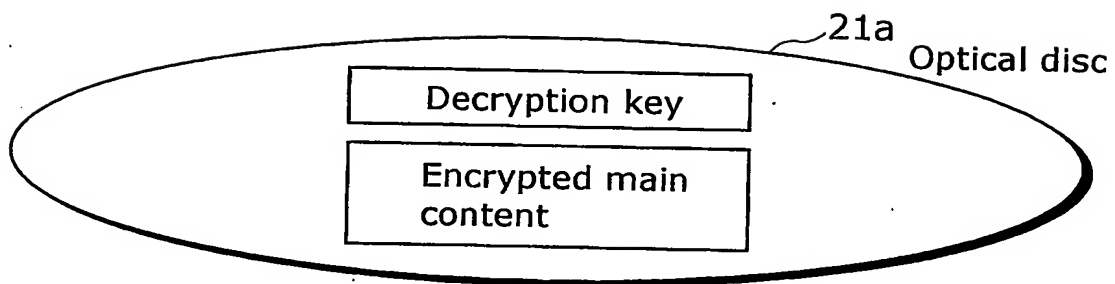 21a
Optical disc
Decryption key
Encrypted main
content